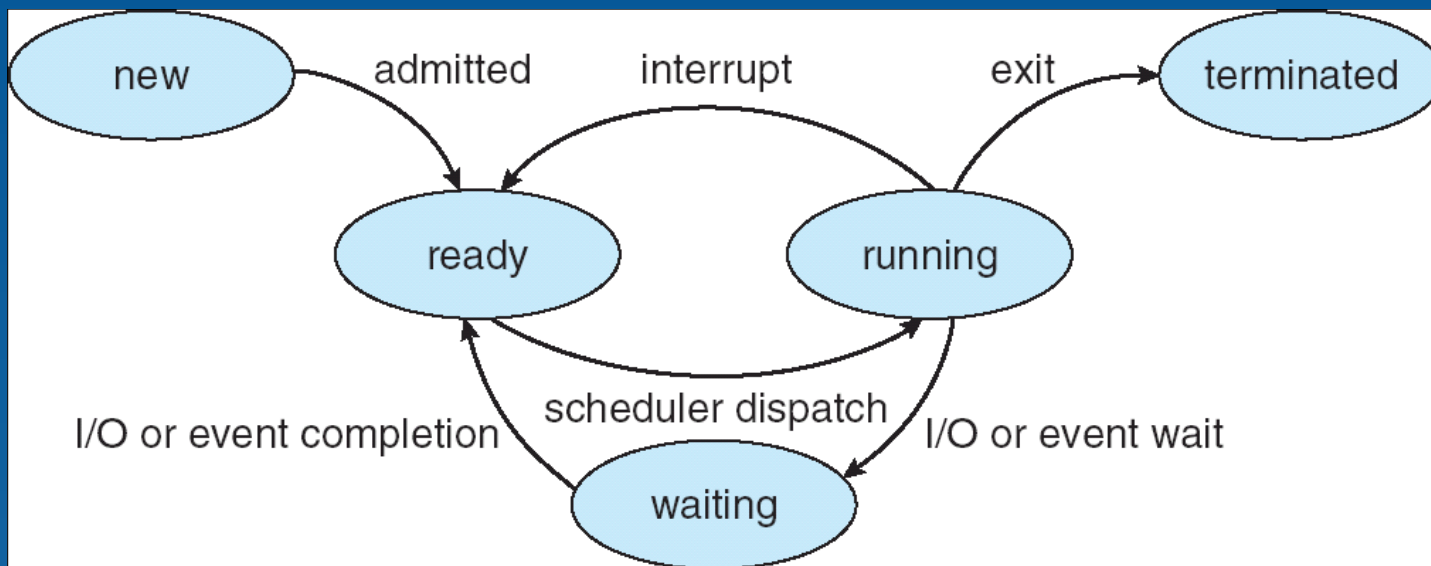 new
admitted
interrupt
exit
terminated
ready
running
scheduler dispatch
I/O or event completion
I/O or event wait
waiting